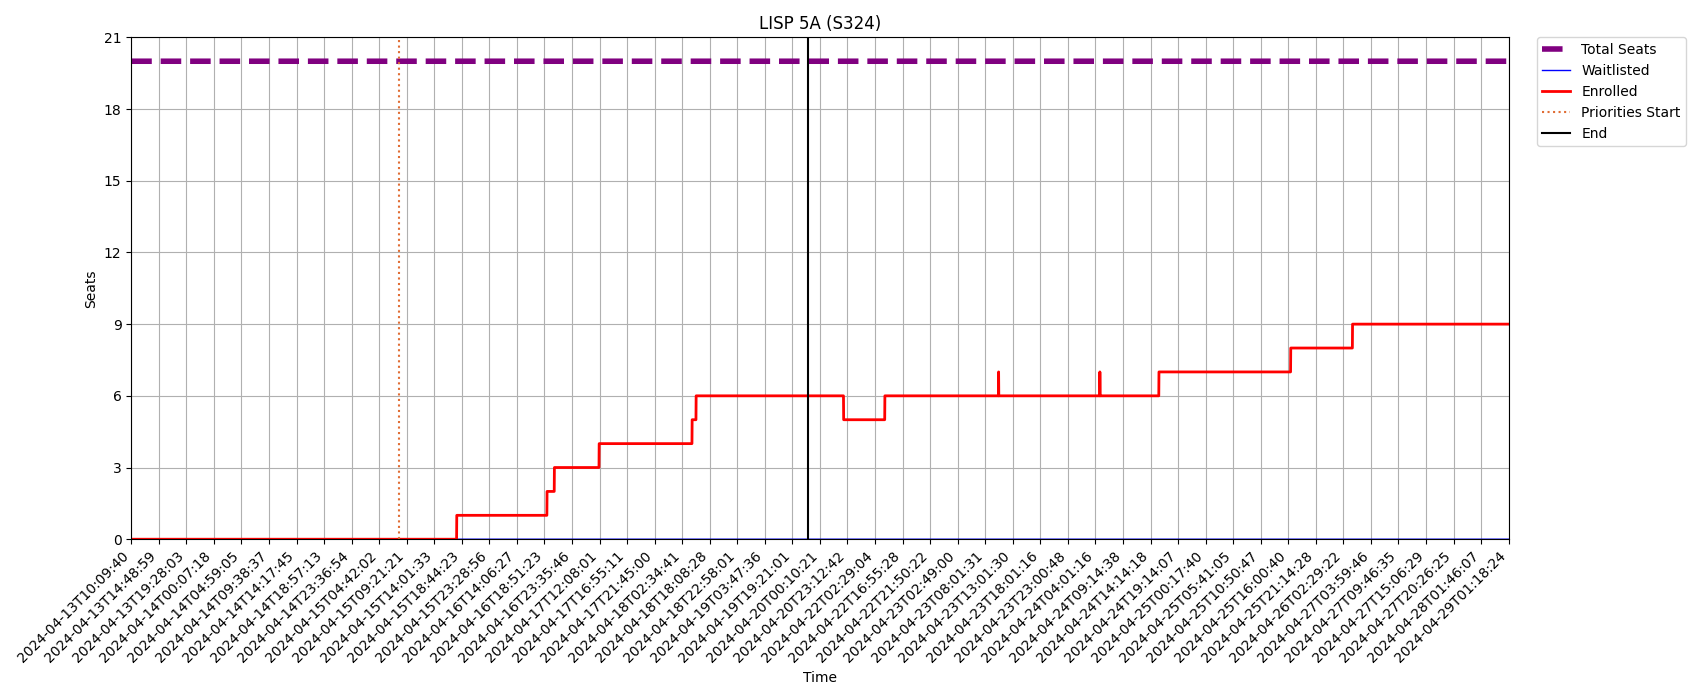 LISP 5A (S324)
Total Seats
Waitlisted
Enrolled
Priorities Start
End
Seats
21
18
15
12
9
6
3
0
2024-04-13T10:09:40
2024-04-13T14:48:59
2024-04-13T19:28:03
2024-04-14T00:07:18
2024-04-14T04:59:05
2024-04-14T09:38:37
2024-04-14T14:17:45
2024-04-14T18:57:13
2024-04-14T23:36:54
2024-04-15T04:42:02
2024-04-15T09:21:21
2024-04-15T14:01:33
2024-04-15T18:44:23
2024-04-15T23:28:56
2024-04-16T14:06:27
2024-04-16T18:51:23
2024-04-16T23:35:46
2024-04-17T12:08:01
2024-04-17T16:55:11
2024-04-17T21:45:00
2024-04-18T02:34:41
2024-04-18T18:08:28
2024-04-18T22:58:01
2024-04-19T03:47:36
2024-04-19T19:21:01
2024-04-20T00:10:21
2024-04-20T23:12:42
2024-04-22T02:29:04
2024-04-22T16:55:28
2024-04-22T21:50:22
2024-04-23T02:49:00
2024-04-23T08:01:31
2024-04-23T13:01:30
2024-04-23T18:01:16
2024-04-23T23:00:48
2024-04-24T04:01:16
2024-04-24T09:14:38
2024-04-24T14:14:18
2024-04-24T19:14:07
2024-04-25T00:17:40
2024-04-25T05:41:05
2024-04-25T10:50:47
2024-04-25T16:00:40
2024-04-25T21:14:28
2024-04-26T02:29:22
2024-04-27T03:59:46
2024-04-27T09:46:35
2024-04-27T15:06:29
2024-04-27T20:26:25
2024-04-28T01:46:07
2024-04-29T01:18:24
Time